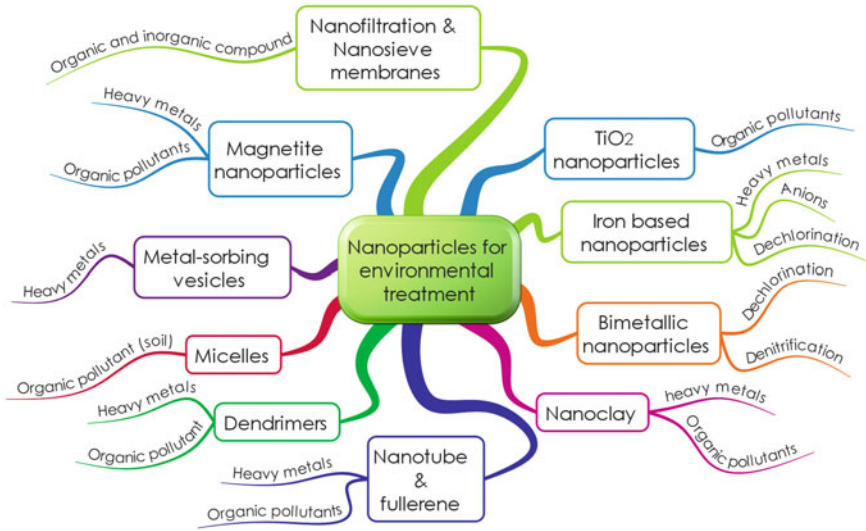 Nanofiltration &
Nanosieve
membranes
Organic and inorganic compound
Magnetite
nanoparticles
Heavy metals
Organic pollutants
Metal-sorbing
vesicles
Heavy metals
Micelles
Organic pollutant (soil)
Dendrimers
Heavy metals
Organic pollutant
Nanotube
&
fullerene
Heavy metals
Organic pollutants
Nanoparticles for
environmental
treatment
TiO2
nanoparticles
Organic pollutants
Iron based
nanoparticles
Heavy metals
Anions
Dechlorination
Bimetallic
nanoparticles
Dechlorination
Denitrification
Nanoclay
heavy metals
Organic pollutants